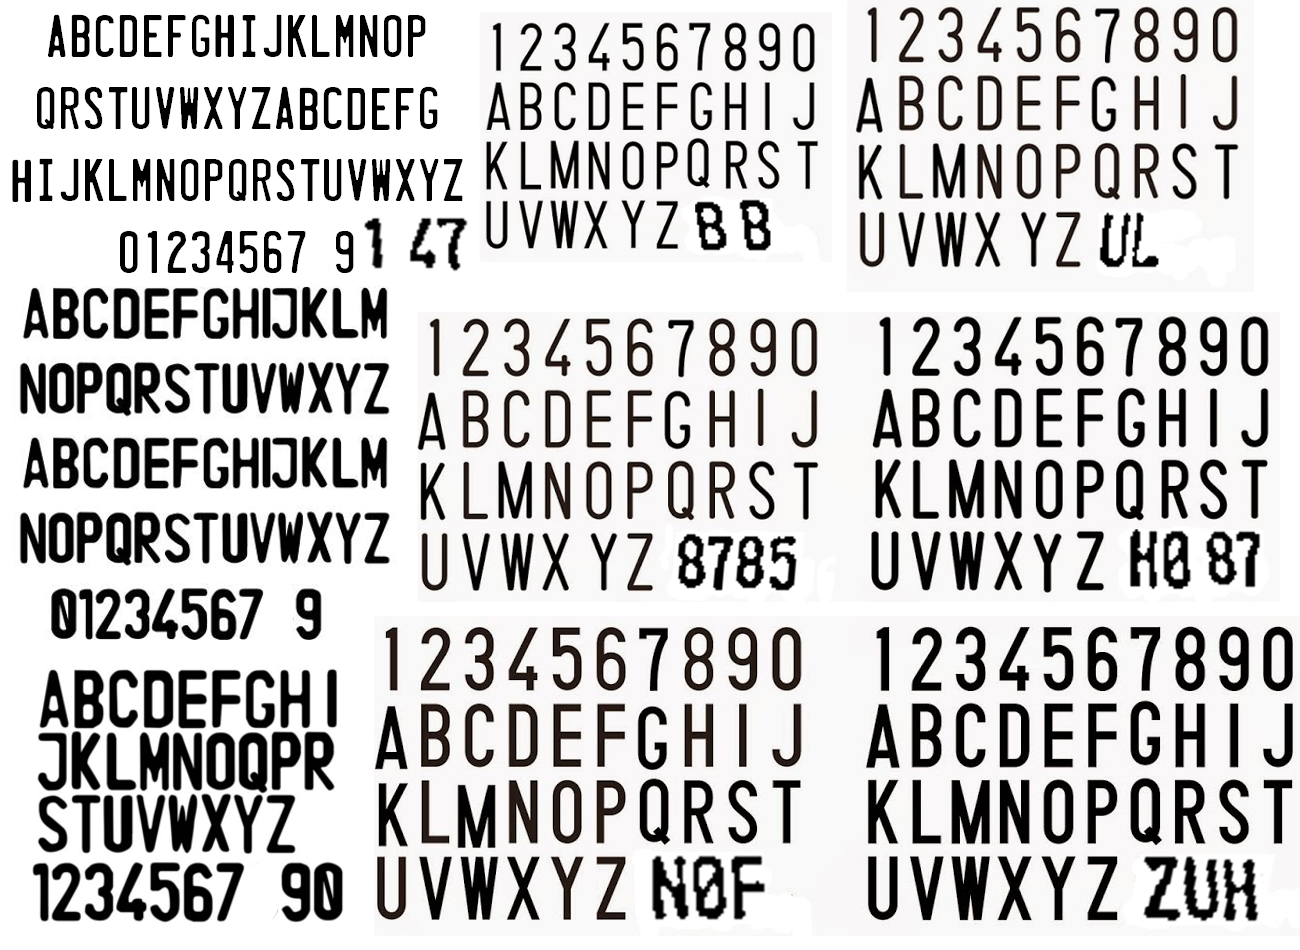 ABCDEFGHIJKLMNOP
QRSTUVWXYZABCDEFG
HIJKLMNOPQRSTUVWXYZ
01234567 9 1 47
ABCDEFGHIJKLM
NOPQRSTUVWXYZ
ABCDEFGHIJKLM
NOPQRSTUVWXYZ
01234567 9
ABCDEFGHI
JKLMNOQPR
STUVWXYZ
1234567 90
1234567890
ABCDEFGHIJ
KLMNOPQRST
UVWXYZ BB
1234567890
ABCDEFGHIJ
KLMNOPQRST
UVWXYZ UL
1234567890
ABCDEFGHIJ
KLMNOPQRST
UVWXYZ 8785
1234567890
ABCDEFGHIJ
KLMNOPQRST
UVWXYZ H0 87
1234567890
ABCDEFGHIJ
KLMNOPQRST
UVWXYZ N0F
1234567890
ABCDEFGHIJ
KLMNOPQRST
UVWXYZ ZUH